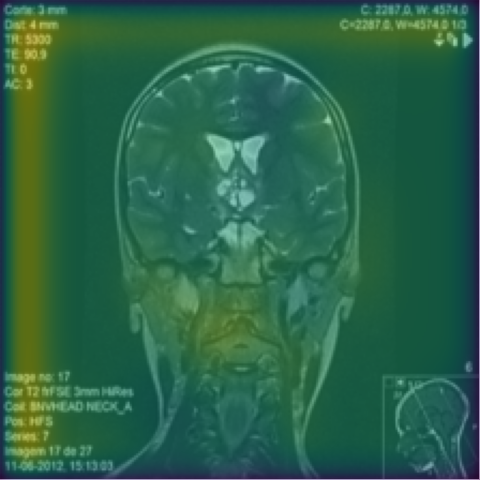 Corte: 3 mm
Dist: 4 mm
TR: 5300
TE: 90,9
TI: 0
AC: 3
C: 2287,0, W: 4574,0
C=2287,0, W=4574,0 1/3
6
Image no: 17
Cor T2 frFSE 3mm HiRes
Coil: 8NVHEAD NECK_A
Pos: HFS
Series: 7
Imagem 17 de 27
11-06-2012, 15:13:03